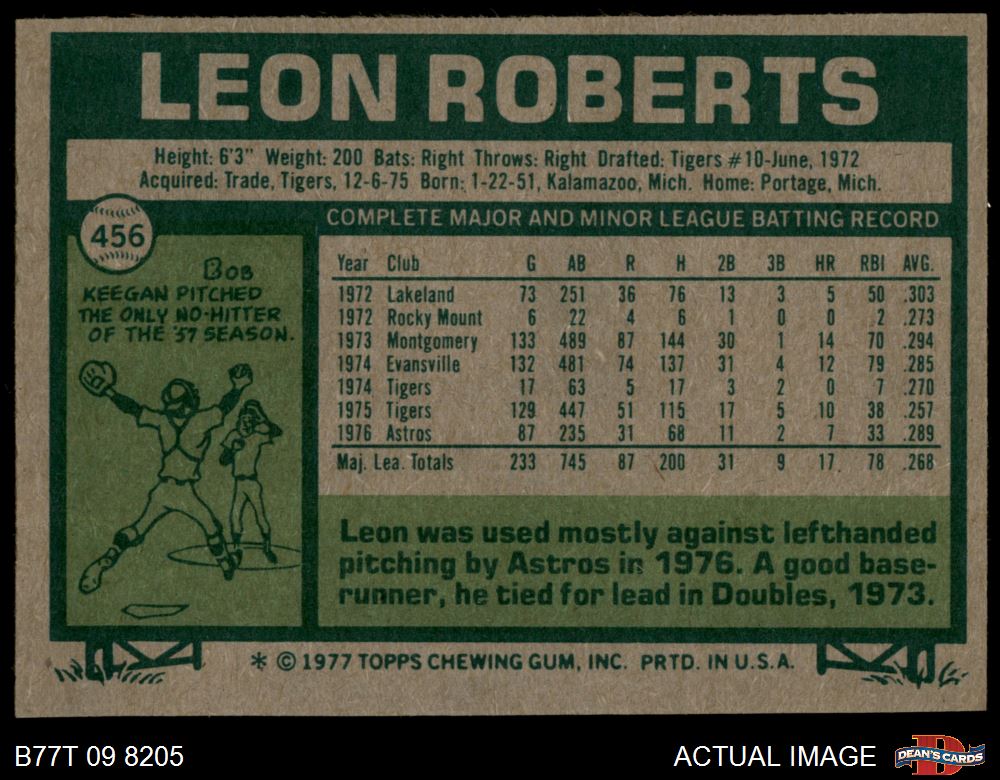 LEON ROBERTS
Height: 6'3" Weight: 200 Bats: Right Throws: Right Drafted: Tigers #10-June, 1972
Acquired: Trade, Tigers, 12-6-75 Born: 1-22-51, Kalamazoo, Mich. Home: Portage, Mich.
456
BOB
KEEGAN PITCHED
THE ONLY NO-HITTER
OF THE '57 SEASON.
COMPLETE MAJOR AND MINOR LEAGUE BATTING RECORD
Year Club G AB R H 2B 3B HR RBI AVG.
1972 Lakeland 73 251 36 76 13 3 5 50 .303
1972 Rocky Mount 6 22 4 6 1 0 0 2 .273
1973 Montgomery 133 489 87 144 30 1 14 70 .294
1974 Evansville 132 481 74 137 31 4 12 79 .285
1974 Tigers 17 63 5 17 3 2 0 7 .270
1975 Tigers 129 447 51 115 17 5 10 38 .257
1976 Astros 87 235 31 68 11 2 7 33 .289
Maj. Lea. Totals 233 745 87 200 31 9 17 78 .268
Leon was used mostly against lefthanded
pitching by Astros in 1976. A good base-
runner, he tied for lead in Doubles, 1973.
* © 1977 TOPPS CHEWING GUM, INC. PRTD. IN U.S.A.
B77T 09 8205
ACTUAL IMAGE
D
DEAN'S CARDS